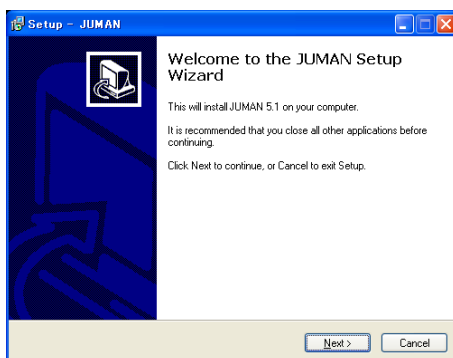 Setup - JUMAN
Welcome to the JUMAN Setup
Wizard
This will install JUMAN 5.1 on your computer.
It is recommended that you close all other applications before
continuing.
Click Next to continue, or Cancel to exit Setup.
Next >
Cancel